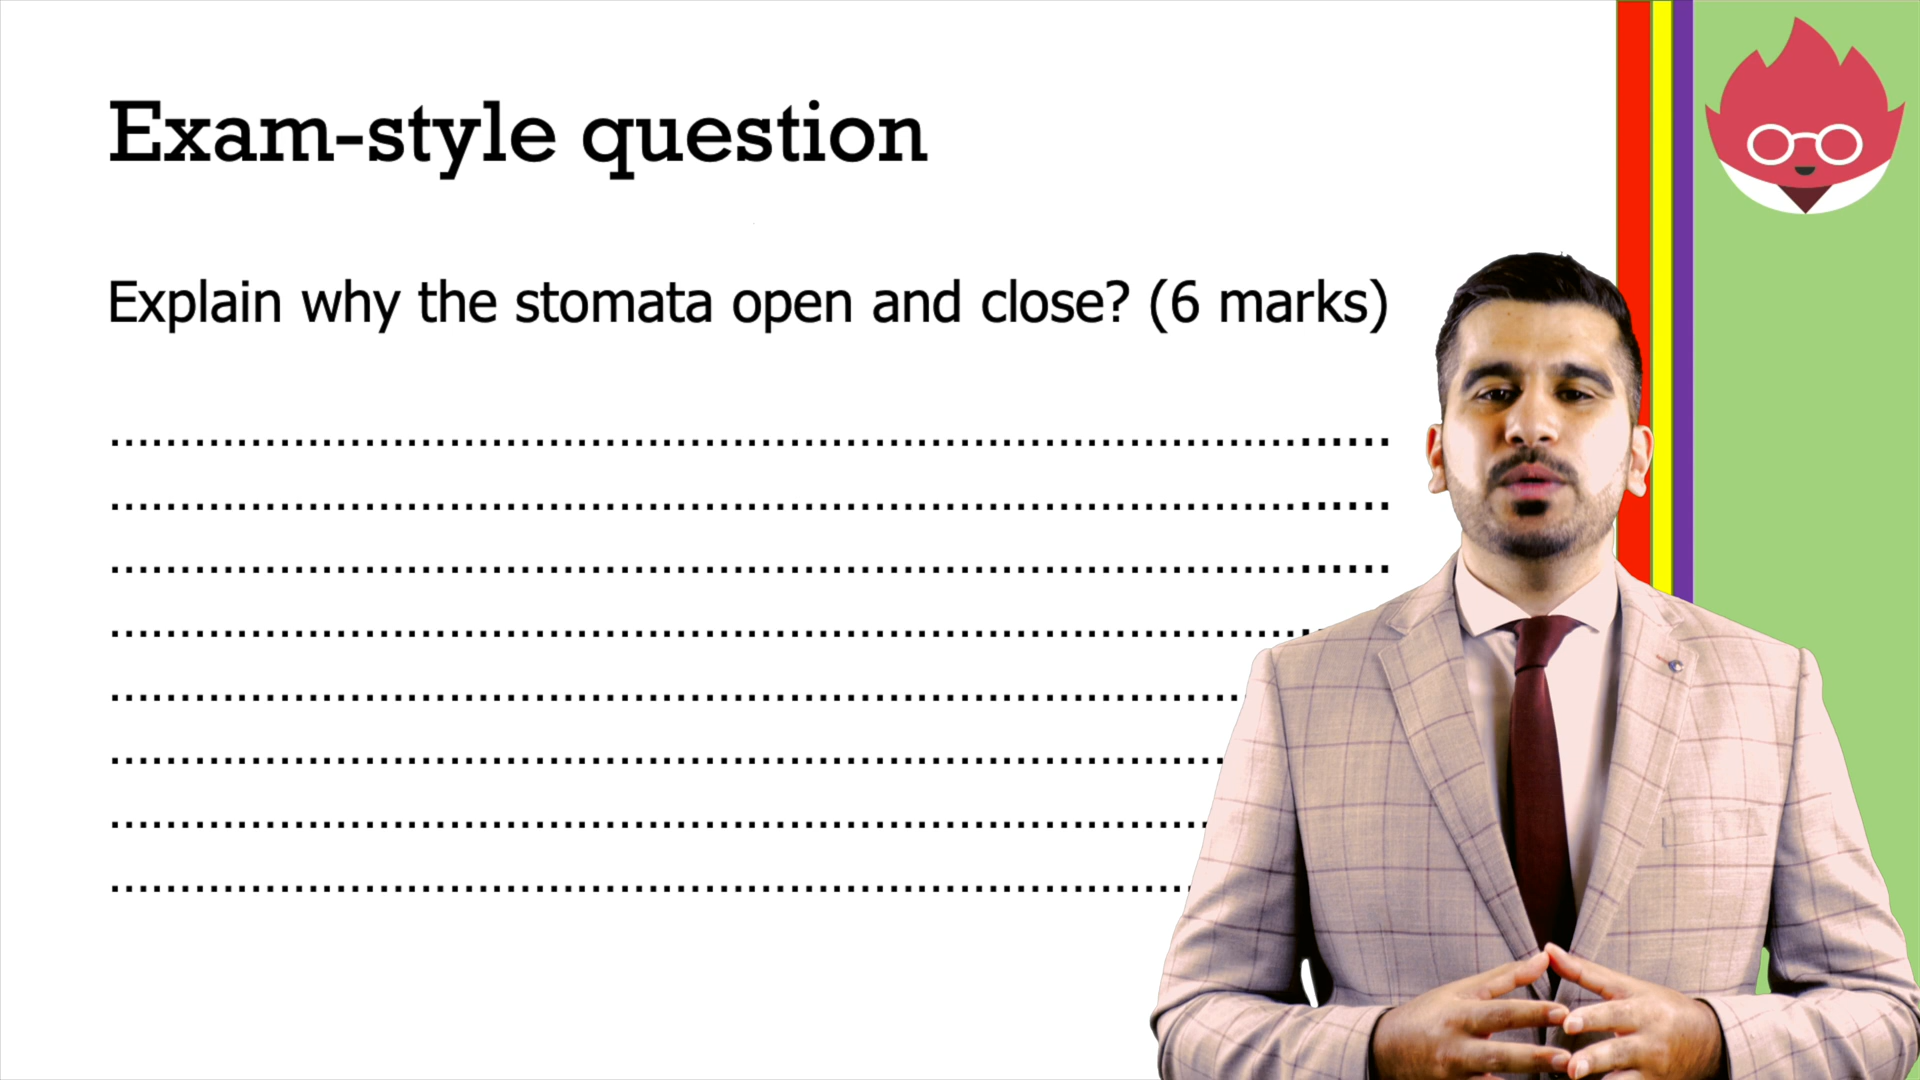 Exam-style question
Explain why the stomata open and close? (6 marks)